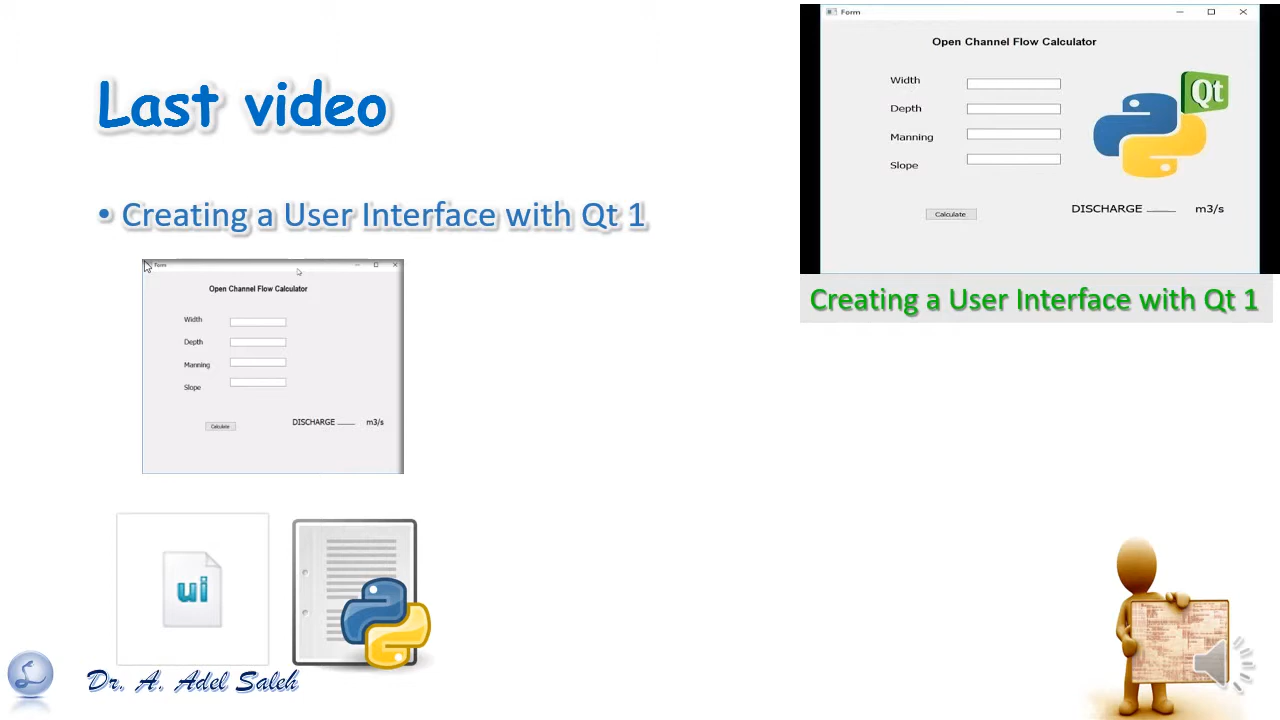 Last video
• Creating a User Interface with Qt 1
Form
Open Channel Flow Calculator
Width
Depth
Manning
Slope
Calculate
DISCHARGE ____ m3/s
ui
Dr. A. Adel Saleh
Form
Open Channel Flow Calculator
Width
Depth
Manning
Slope
Qt
Calculate
DISCHARGE ____ m3/s
Creating a User Interface with Qt 1